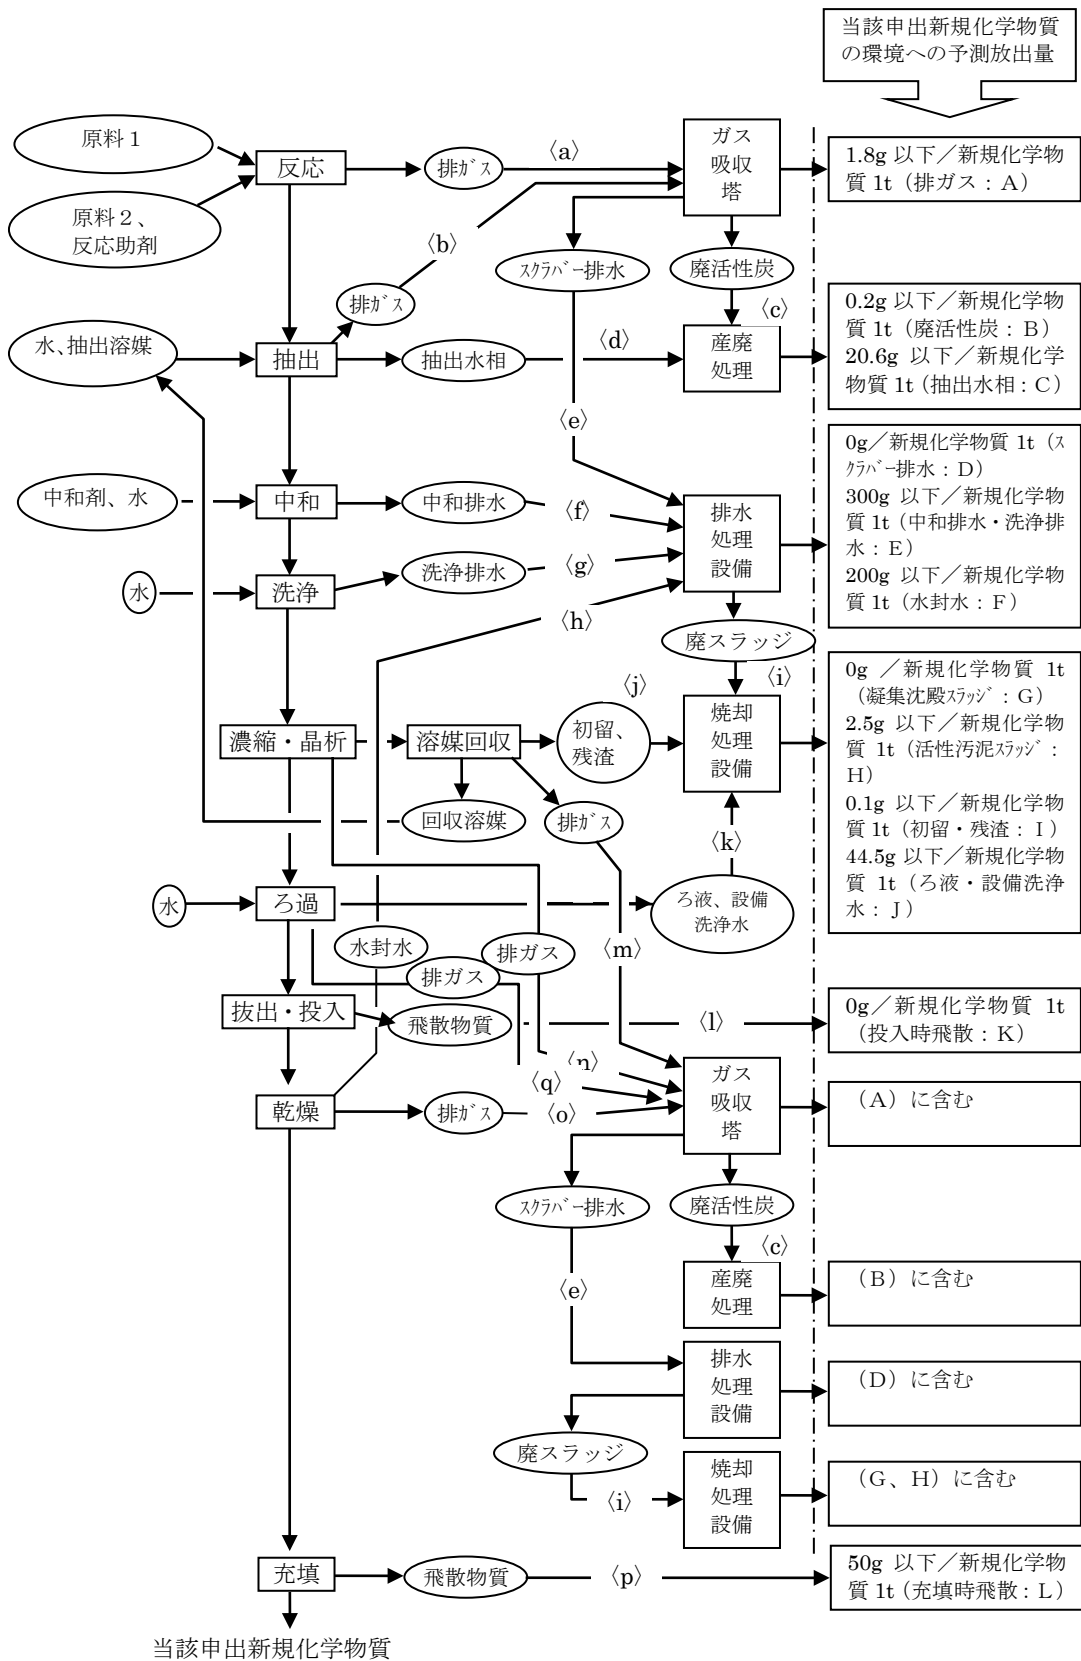 当該申出新規化学物質
の環境への予測放出量
原料１
反応
排ｶﾞｽ
〈a〉
ガス
吸収
塔
1.8g 以下／新規化学物
質 1t（排ガス：A）
原料２、
反応助剤
〈b〉
ｽｸﾗﾊﾞｰ排水
廃活性炭
排ｶﾞｽ
〈c〉
水、抽出溶媒
抽出
抽出水相
〈d〉
産廃
処理
0.2g 以下／新規化学物
質 1t（廃活性炭：B）
20.6g 以下／新規化学
物質 1t（抽出水相：C）
〈e〉
中和剤、水
中和
中和排水
〈f〉
排水
処理
設備
0g／新規化学物質 1t（ｽ
ｸﾗﾊﾞｰ排水：D）
300g 以下／新規化学物
質 1t（中和排水・洗浄排
水：E）
200g 以下／新規化学物
質 1t（水封水：F）
水
洗浄
洗浄排水
〈g〉
〈h〉
廃スラッジ
〈i〉
〈j〉
濃縮・晶析
溶媒回収
初留、
残渣
焼却
処理
設備
0g ／新規化学物質 1t
（凝集沈殿ｽﾗｯｼﾞ：G）
2.5g 以下／新規化学物
質 1t（活性汚泥ｽﾗｯｼﾞ：
H）
0.1g 以下／新規化学物
質 1t（初留・残渣：I）
44.5g 以下／新規化学物
質 1t（ろ液・設備洗浄
水：J）
回収溶媒
排ｶﾞｽ
〈k〉
水
ろ過
ろ液、設備
洗浄水
水封水
排ガス
排ガス
〈m〉
抜出・投入
飛散物質
〈l〉
0g／新規化学物質 1t
（投入時飛散：K）
〈n〉
〈q〉
乾燥
排ｶﾞｽ
〈o〉
ガス
吸収
塔
（A）に含む
ｽｸﾗﾊﾞｰ排水
廃活性炭
〈c〉
〈e〉
産廃
処理
（B）に含む
排水
処理
設備
（D）に含む
廃スラッジ
〈i〉
焼却
処理
設備
（G、H）に含む
充填
飛散物質
〈p〉
50g 以下／新規化学物
質 1t（充填時飛散：L）
当該申出新規化学物質